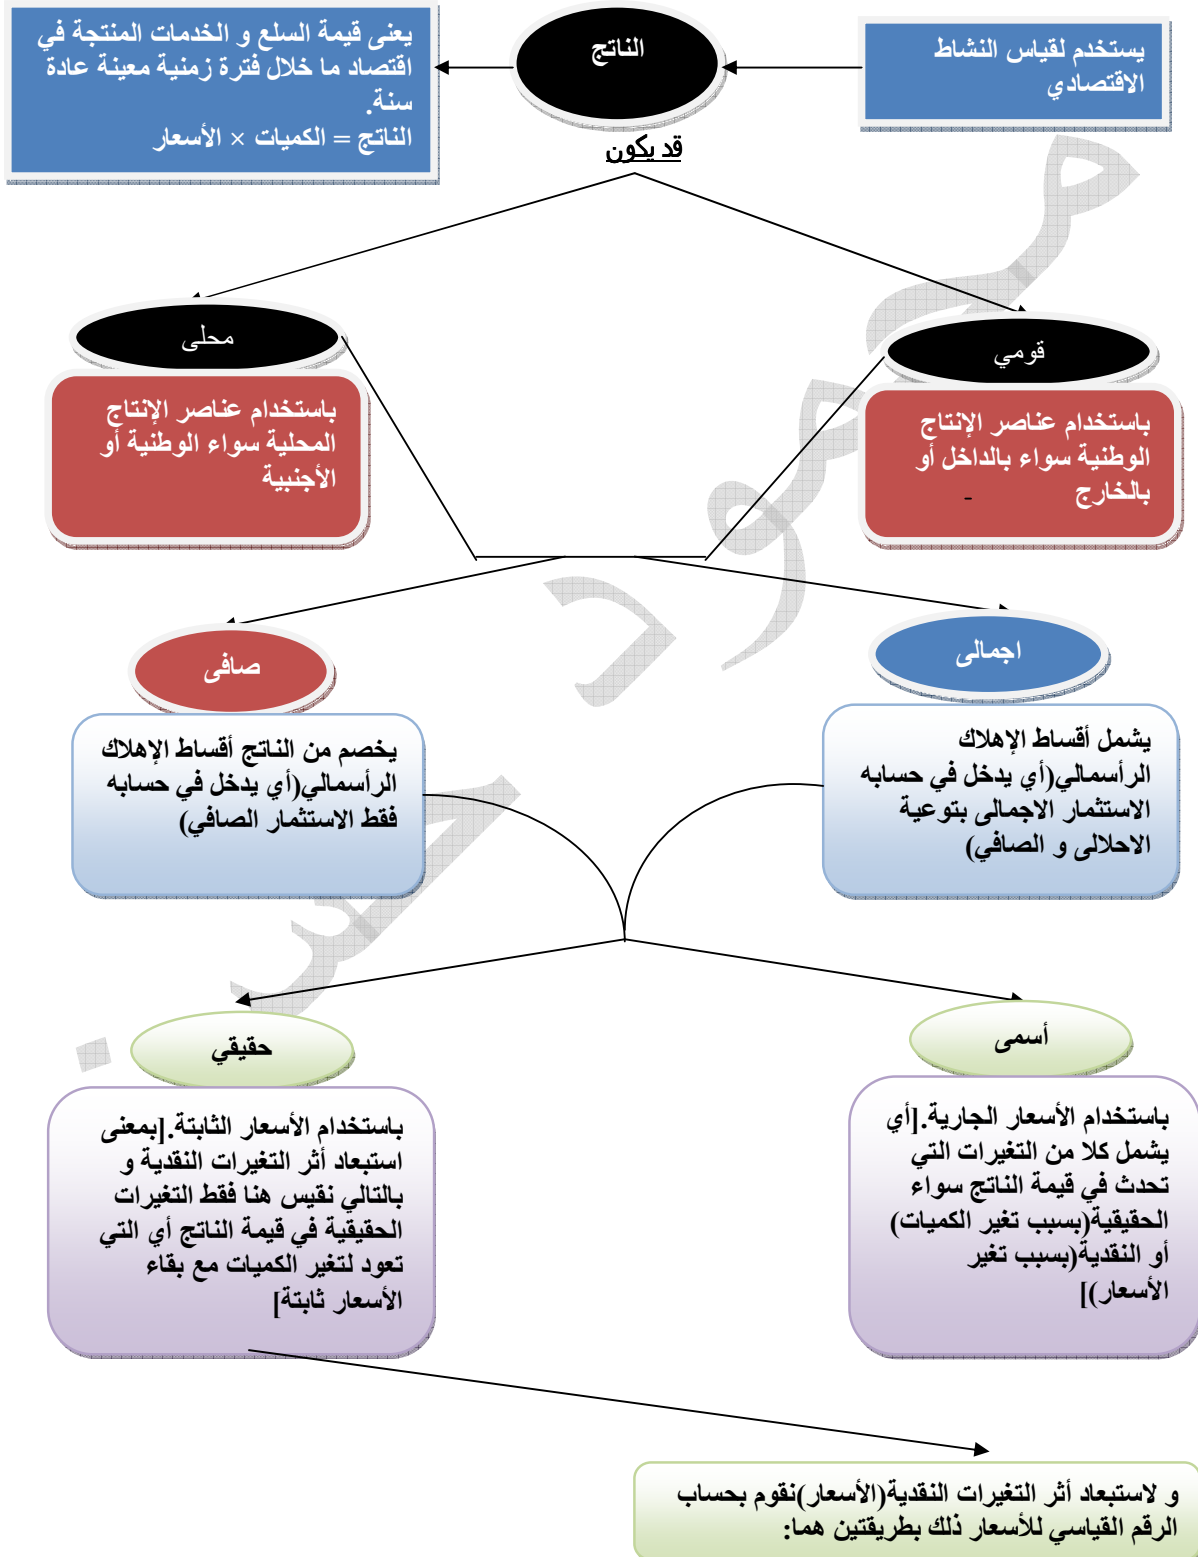 يستخدم لقياس النشاط
الاقتصادي
الناتج
يعنى قيمة السلع و الخدمات المنتجة في
اقتصاد ما خلال فترة زمنية معينة عادة
سنة.
الناتج = الكميات × الأسعار
قد يكون
قومي
باستخدام عناصر الإنتاج
الوطنية سواء بالداخل أو
بالخارج -
محلى
باستخدام عناصر الإنتاج
المحلية سواء الوطنية أو
الأجنبية
اجمالى
يشمل أقساط الإهلاك
الرأسمالي(أي يدخل في حسابه
الاستثمار الاجمالى بتوعية
الاحلالى و الصافي)
صافى
يخصم من الناتج أقساط الإهلاك
الرأسمالي(أي يدخل في حسابه
فقط الاستثمار الصافي)
أسمى
باستخدام الأسعار الجارية.[أي
يشمل كلا من التغيرات التي
تحدث في قيمة الناتج سواء
الحقيقية(بسبب تغير الكميات)
أو النقدية(بسبب تغير
الأسعار)]
حقيقي
باستخدام الأسعار الثابتة.[بمعنى
استبعاد أثر التغيرات النقدية و
بالتالي نقيس هنا فقط التغيرات
الحقيقية في قيمة الناتج أي التي
تعود لتغير الكميات مع بقاء
الأسعار ثابتة]
و لاستبعاد أثر التغيرات النقدية(الأسعار)نقوم بحساب
الرقم القياسي للأسعار ذلك بطريقتين هما: